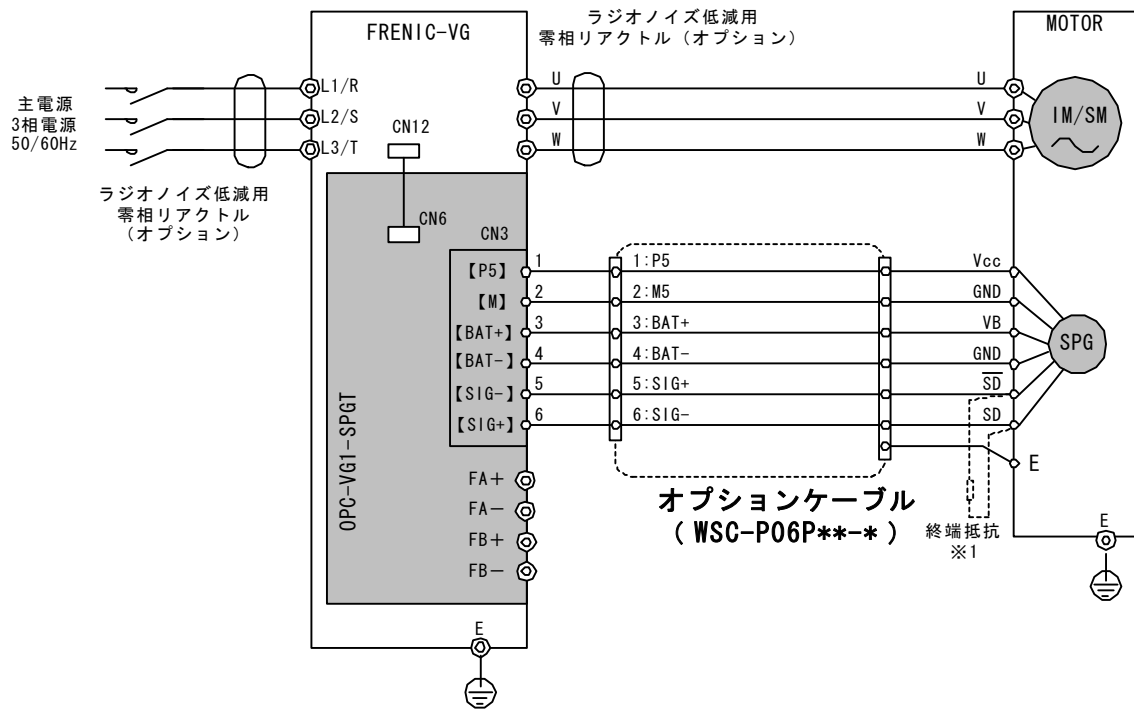 ラジオノイズ低減用
零相リアクトル（オプション）
FRENIC-VG
MOTOR
主電源
3相電源
50/60Hz
L1/R
L2/S
L3/T
U
V
W
U
V
W
IM/SM
CN12
CN6
ラジオノイズ低減用
零相リアクトル
（オプション）
CN3
【P5】 1 1:P5 Vcc
【M】 2 2:M5 GND
【BAT+】 3 3:BAT+ VB
【BAT-】 4 4:BAT- GND
【SIG-】 5 5:SIG+ SD
【SIG+】 6 6:SIG- SD
SPG
E
OPC-VG1-SPGT
FA＋
FA－
FB＋
FB－
オプションケーブル
( WSC-P06P**-* )
終端抵抗
※1
E
E